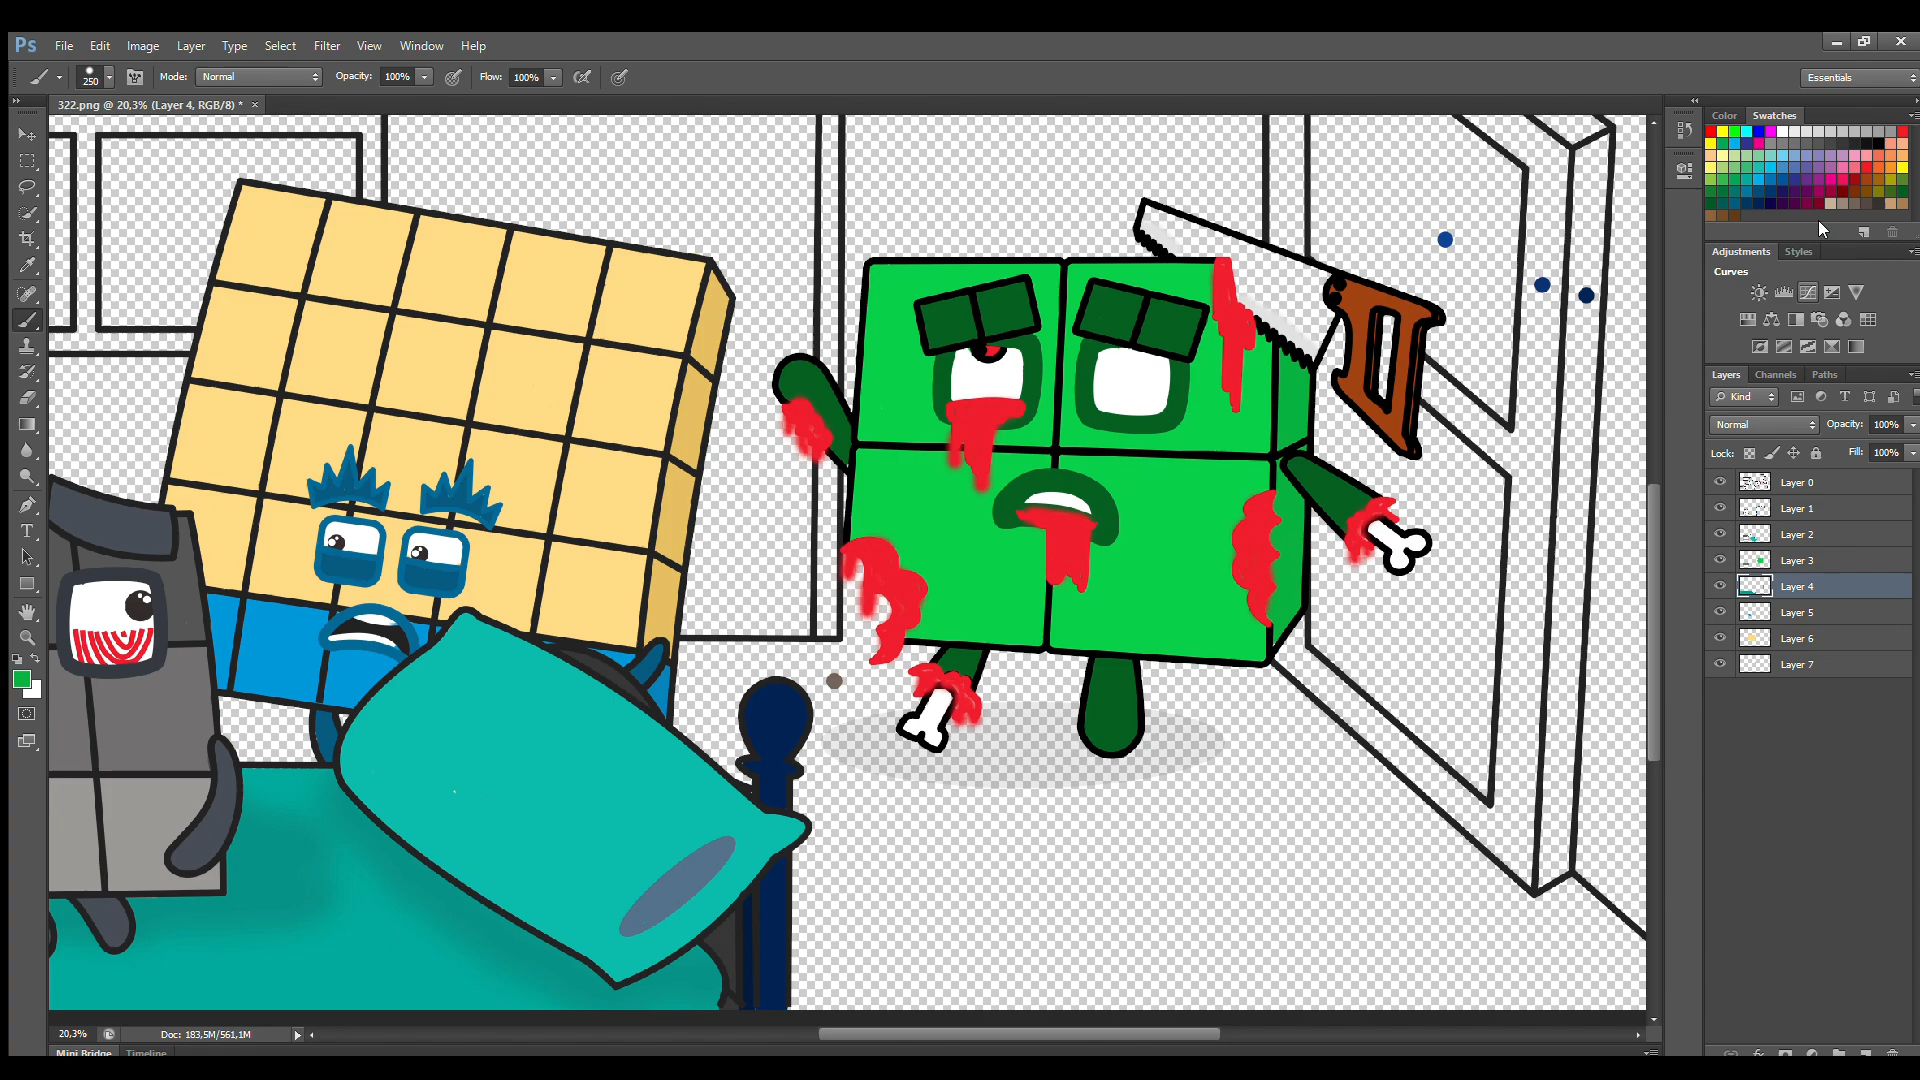 Ps File Edit Image Layer Type Select Filter View Window Help
250 Mode: Normal Opacity: 100% Flow: 100% Essentials
322.png @ 20,3% (Layer 4, RGB/8) * ×
Color Swatches
Adjustments Styles
Curves
Layers Channels Paths
Kind
Normal Opacity: 100%
Lock: Fill: 100%
Layer 0
Layer 1
Layer 2
Layer 3
Layer 4
Layer 5
Layer 6
Layer 7
20,3% Doc: 183,5M/561,1M
Mini Bridge Timeline